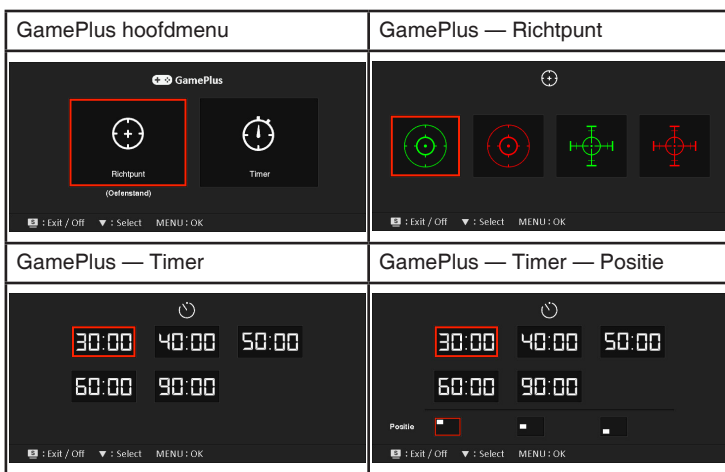 GamePlus hoofdmenu
GamePlus — Richtpunt
GamePlus
Richtpunt
Timer
(Oefenstand)
S : Exit / Off ▼ : Select MENU : OK
S : Exit / Off ▼ : Select MENU : OK
GamePlus — Timer
GamePlus — Timer — Positie
30:00 40:00 50:00
60:00 90:00
S : Exit / Off ▼ : Select MENU : OK
30:00 40:00 50:00
60:00 90:00
Positie
S : Exit / Off ▼ : Select MENU : OK